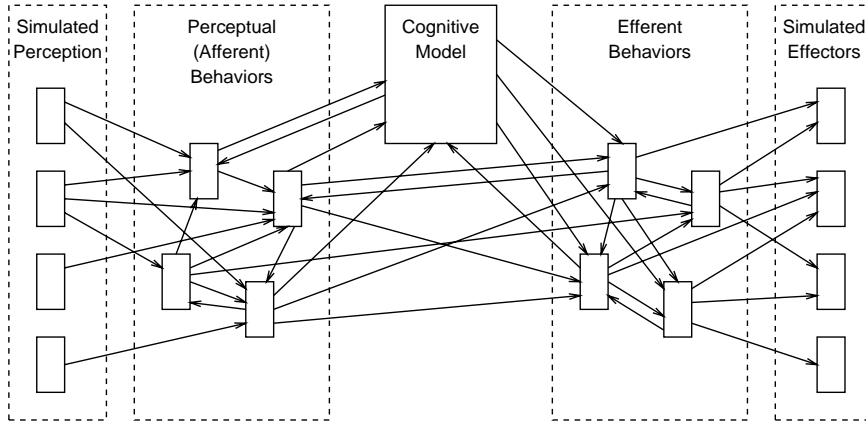 Simulated
Perception
Perceptual
(Afferent)
Behaviors
Cognitive
Model
Efferent
Behaviors
Simulated
Effectors